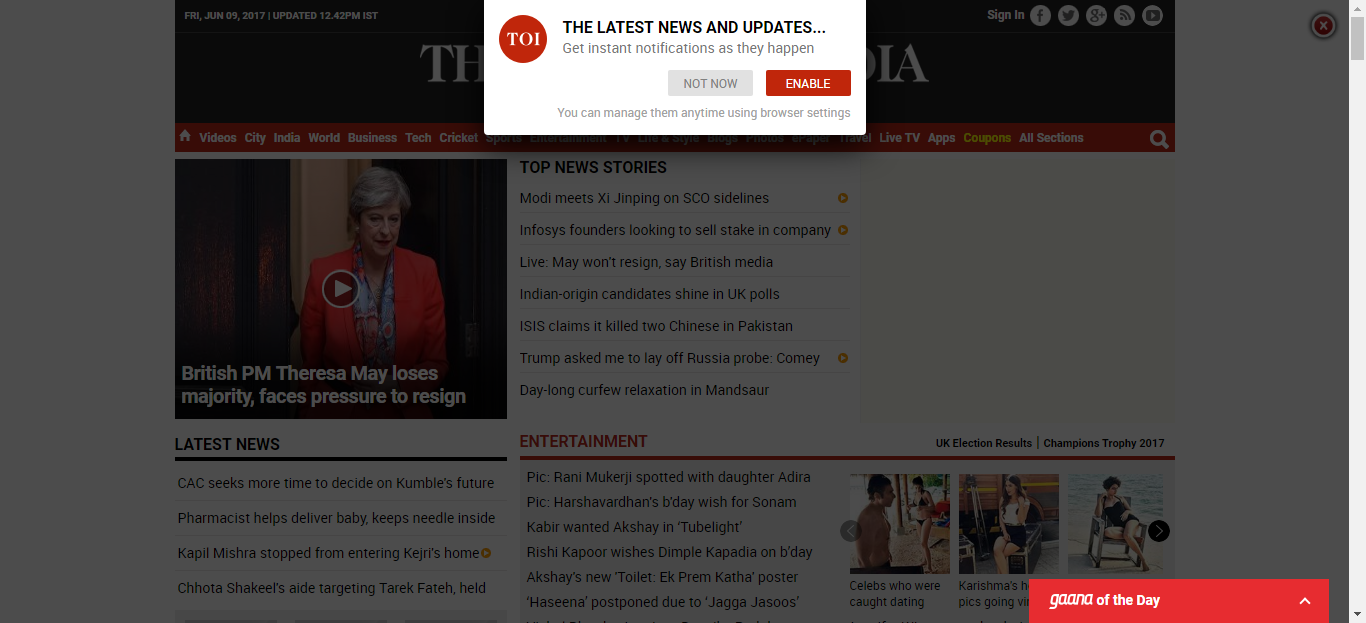 FRI, JUN 09, 2017 | UPDATED 12.42PM IST
Sign In
TOI
THE LATEST NEWS AND UPDATES...
Get instant notifications as they happen
NOT NOW
ENABLE
You can manage them anytime using browser settings
TH
DIA
Videos City India World Business Tech Cricket Sports Entertainment TV Life & Style Blogs Photos ePaper Travel Live TV Apps Coupons All Sections
British PM Theresa May loses
majority, faces pressure to resign
TOP NEWS STORIES
Modi meets Xi Jinping on SCO sidelines
Infosys founders looking to sell stake in company
Live: May won't resign, say British media
Indian-origin candidates shine in UK polls
ISIS claims it killed two Chinese in Pakistan
Trump asked me to lay off Russia probe: Comey
Day-long curfew relaxation in Mandsaur
LATEST NEWS
CAC seeks more time to decide on Kumble's future
Pharmacist helps deliver baby, keeps needle inside
Kapil Mishra stopped from entering Kejri's home
Chhota Shakeel's aide targeting Tarek Fateh, held
ENTERTAINMENT
UK Election Results | Champions Trophy 2017
Pic: Rani Mukerji spotted with daughter Adira
Pic: Harshavardhan's b'day wish for Sonam
Kabir wanted Akshay in 'Tubelight'
Rishi Kapoor wishes Dimple Kapadia on b'day
Akshay's new 'Toilet: Ek Prem Katha' poster
'Haseena' postponed due to 'Jagga Jasoos'
Celebs who were
caught dating
Karishma's h
pics going vi
gaana of the Day